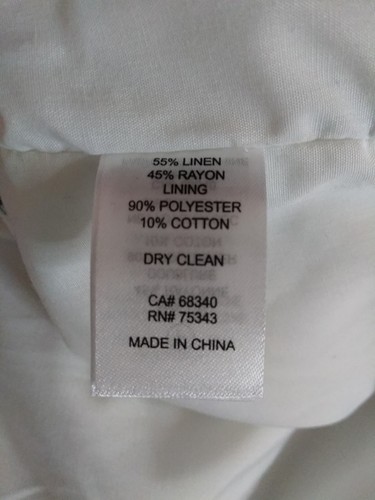 55% LINEN
45% RAYON
LINING
90% POLYESTER
10% COTTON
DRY CLEAN
CA# 68340
RN# 75343
MADE IN CHINA